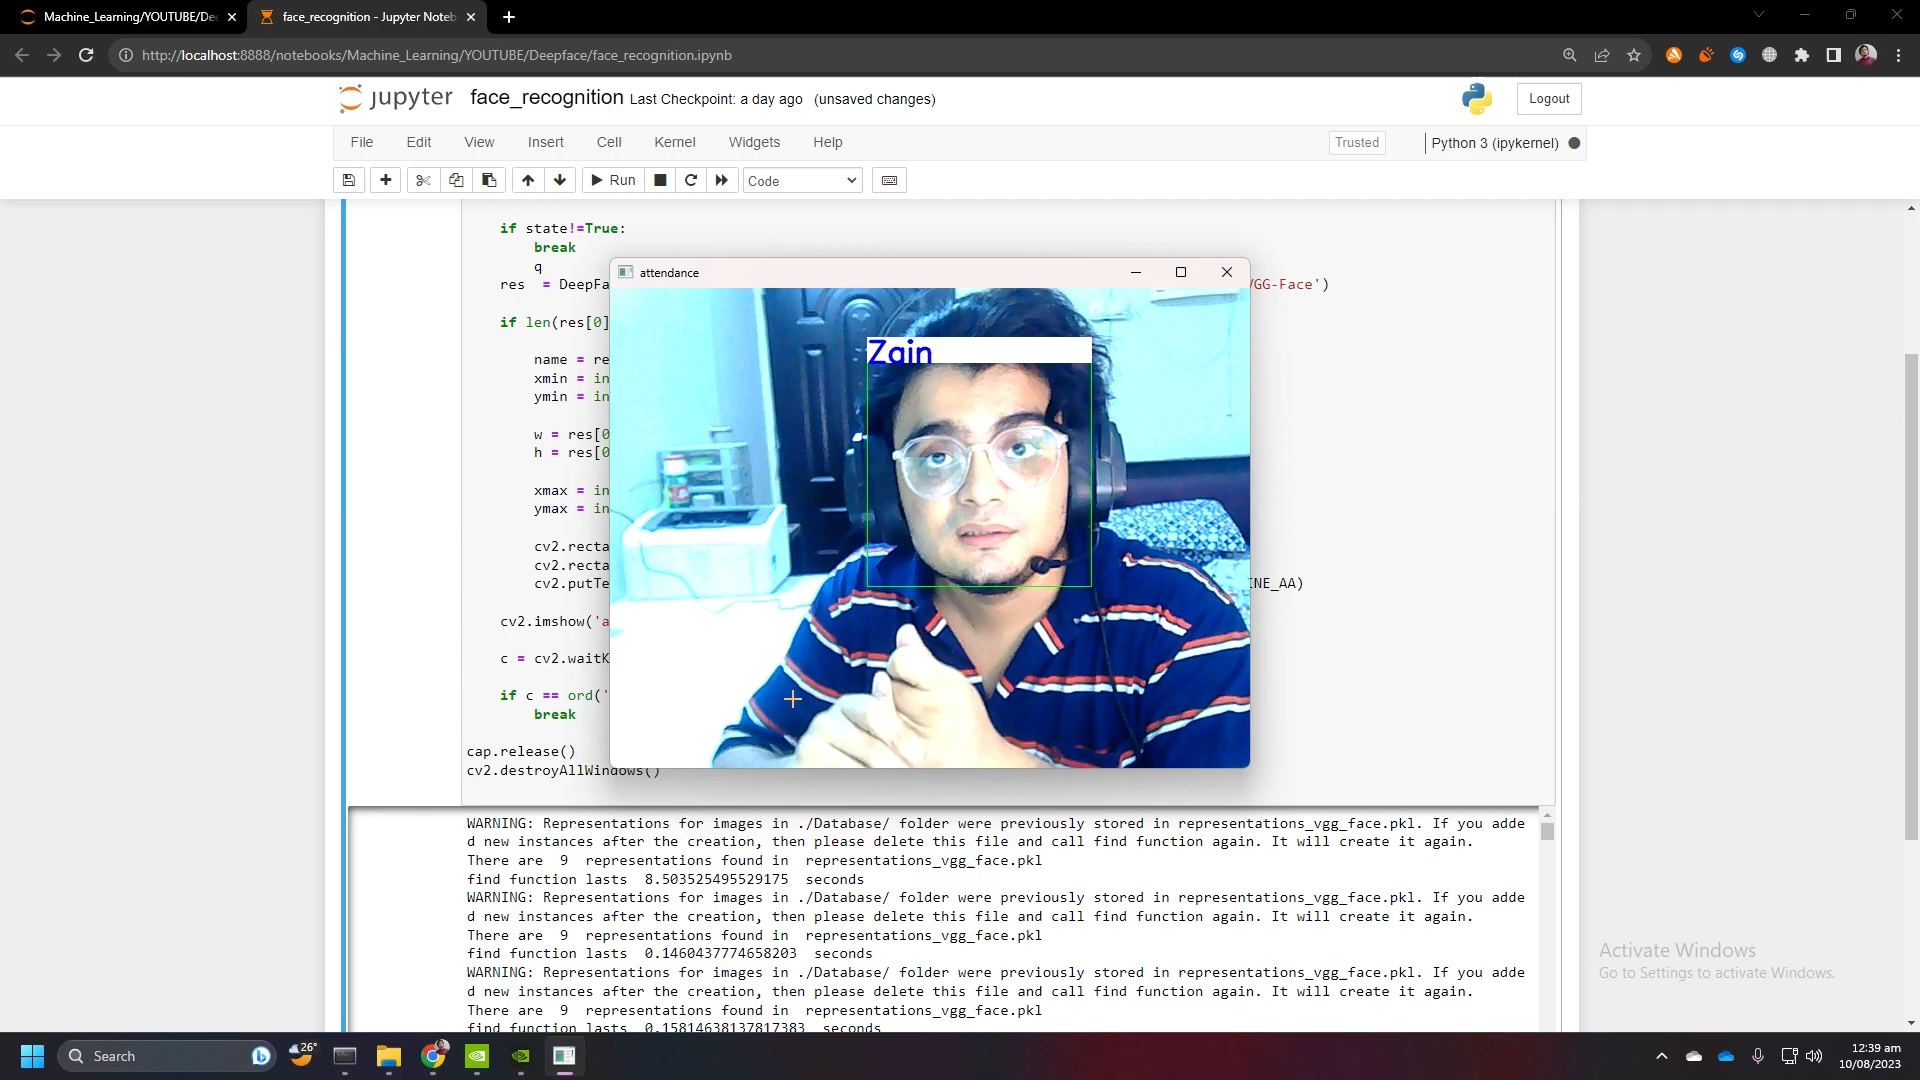 Machine_Learning/YOUTUBE/De
face_recognition - Jupyter Noteb
http://localhost:8888/notebooks/Machine_Learning/YOUTUBE/Deepface/face_recognition.ipynb
jupyter face_recognition Last Checkpoint: a day ago (unsaved changes)
Logout
File Edit View Insert Cell Kernel Widgets Help
Trusted
Python 3 (ipykernel)
Run
Code
if state!=True:
break
q
res = DeepFa
VGG-Face')
if len(res[0]
name = re
xmin = in
ymin = in
w = res[0
h = res[0
xmax = in
ymax = in
cv2.recta
cv2.recta
cv2.putTe
INE_AA)
cv2.imshow('a
c = cv2.waitK
if c == ord('
break
cap.release()
cv2.destroyAllWindows()
attendance
Zain
WARNING: Representations for images in ./Database/ folder were previously stored in representations_vgg_face.pkl. If you adde
d new instances after the creation, then please delete this file and call find function again. It will create it again.
There are 9 representations found in representations_vgg_face.pkl
find function lasts 8.503525495529175 seconds
WARNING: Representations for images in ./Database/ folder were previously stored in representations_vgg_face.pkl. If you adde
d new instances after the creation, then please delete this file and call find function again. It will create it again.
There are 9 representations found in representations_vgg_face.pkl
find function lasts 0.1460437774658203 seconds
WARNING: Representations for images in ./Database/ folder were previously stored in representations_vgg_face.pkl. If you adde
d new instances after the creation, then please delete this file and call find function again. It will create it again.
There are 9 representations found in representations_vgg_face.pkl
find function lasts 0.15814638137817383 seconds
Activate Windows
Go to Settings to activate Windows.
Search
26°
12:39 am
10/08/2023